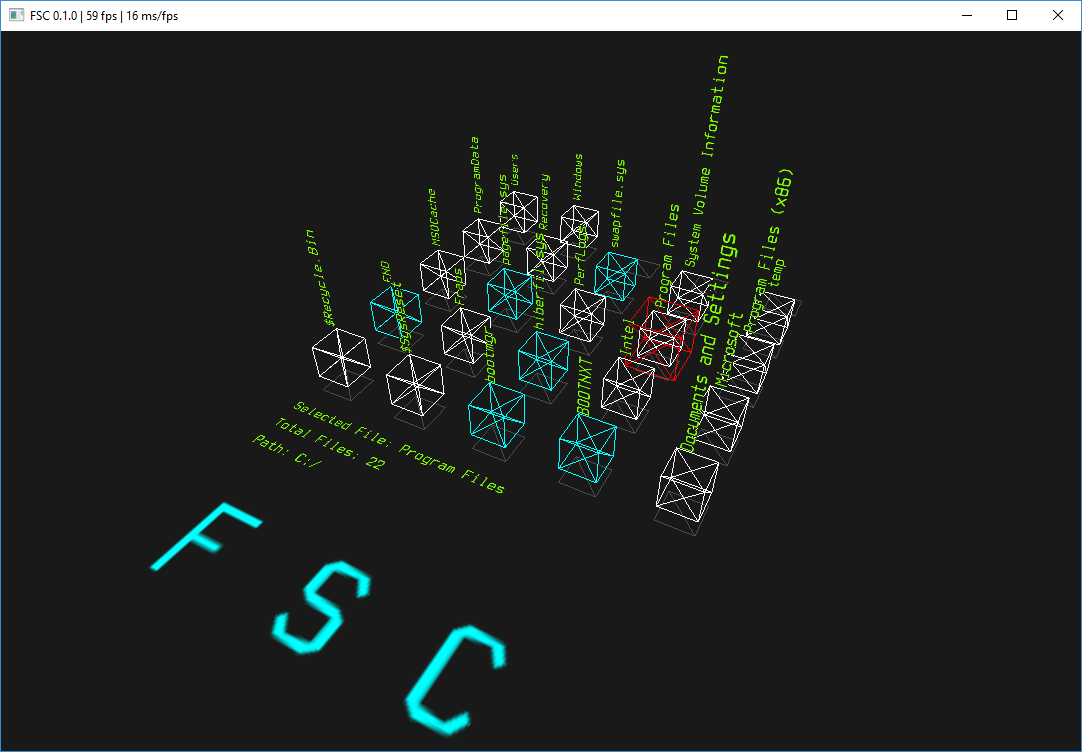 FSC 0.1.0 | 59 fps | 16 ms/fps
$Recycle.Bin
$SysReset
bootmgr
BOOTNXT
Documents and Settings
END
Fraps
hiberfil.sys
Intel
Microsoft
MSOCache
pagefile.sys
PerfLogs
Program Files
Program Files (x86)
ProgramData
Recovery
swapfile.sys
System Volume Information
temp
Users
Windows
Selected File: Program Files
Total Files: 22
Path: C:/
F S C